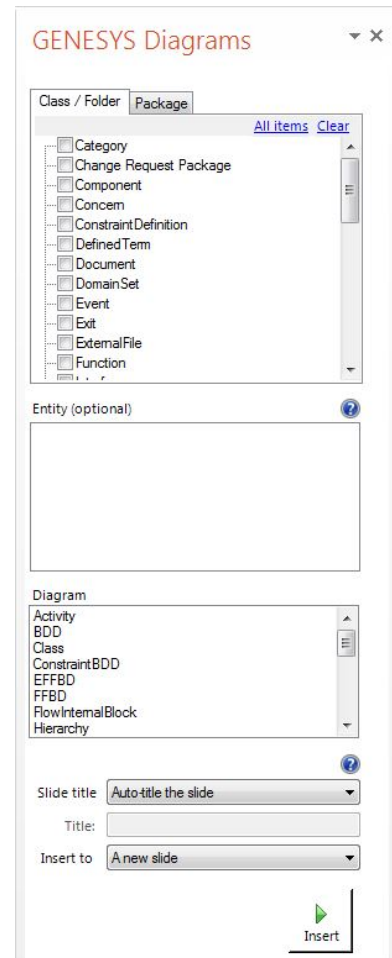 GENESYS Diagrams
Class / Folder Package
All items Clear
Category
Change Request Package
Component
Concern
ConstraintDefinition
DefinedTerm
Document
DomainSet
Event
Exit
ExternalFile
Function
Entity (optional)
Diagram
Activity
BDD
Class
ConstraintBDD
EFFBD
FFBD
FlowInternalBlock
Hierarchy
Slide title Auto-title the slide
Title:
Insert to A new slide
Insert